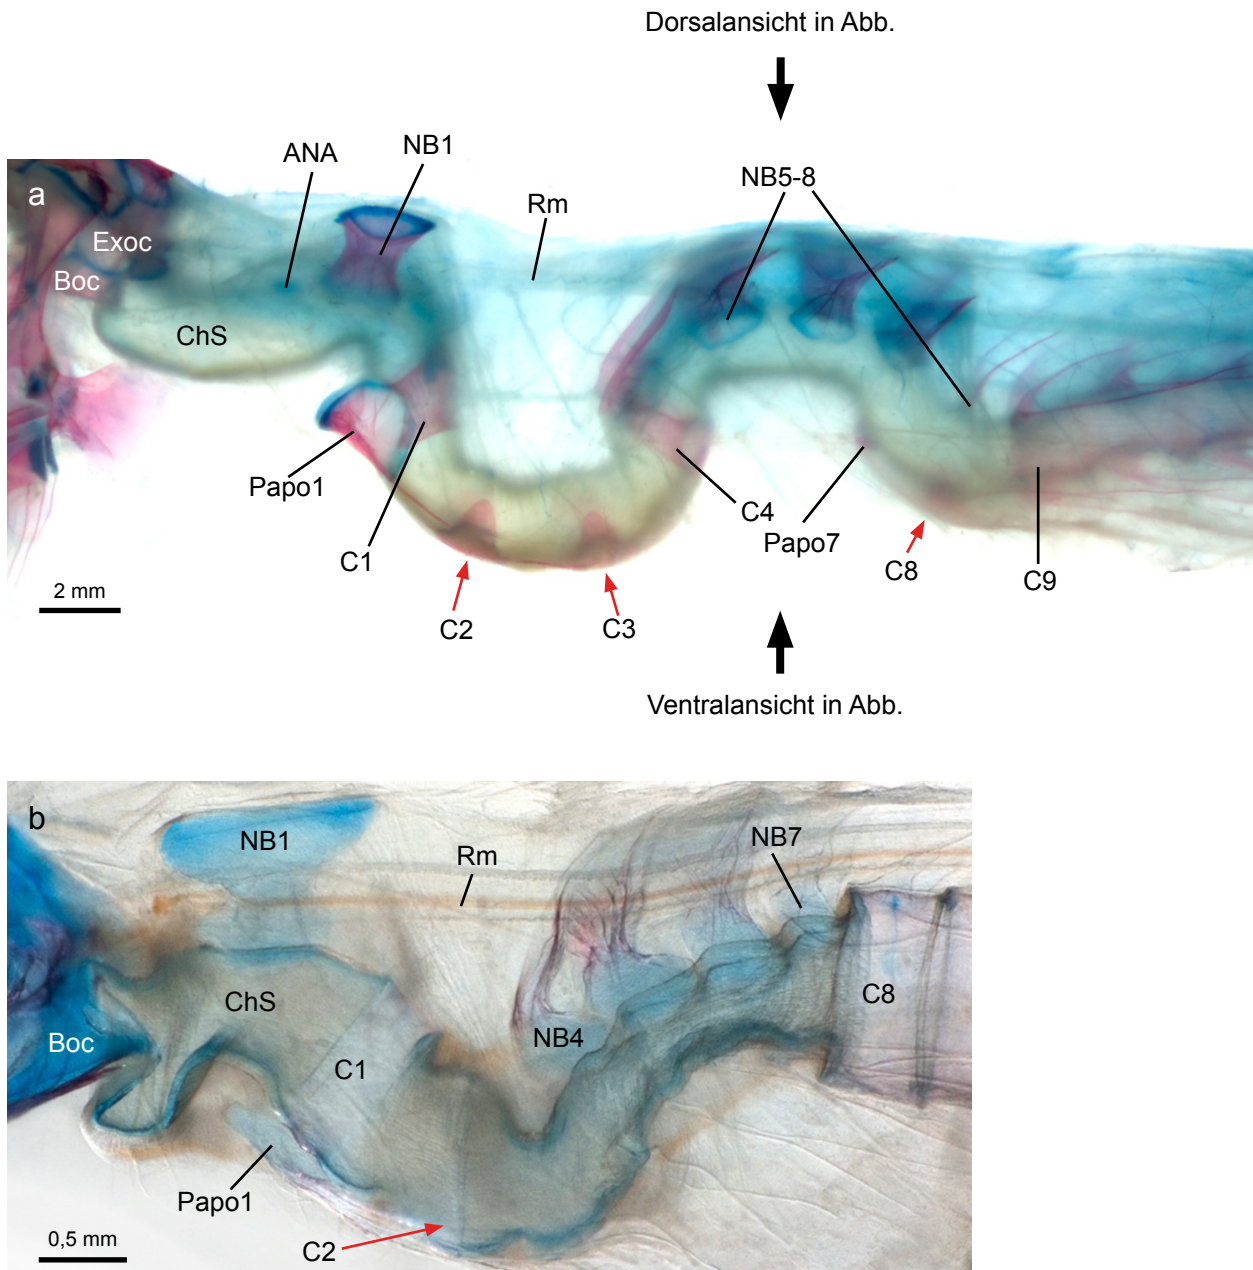 Dorsalansicht in Abb.
a
ANA
NB1
Rm
NB5-8
Exoc
Boc
ChS
Papo1
C1
C2
C3
C4
Papo7
C8
C9
2 mm
Ventralansicht in Abb.
b
NB1
Rm
NB7
ChS
Boc
C1
NB4
C8
Papo1
C2
0,5 mm